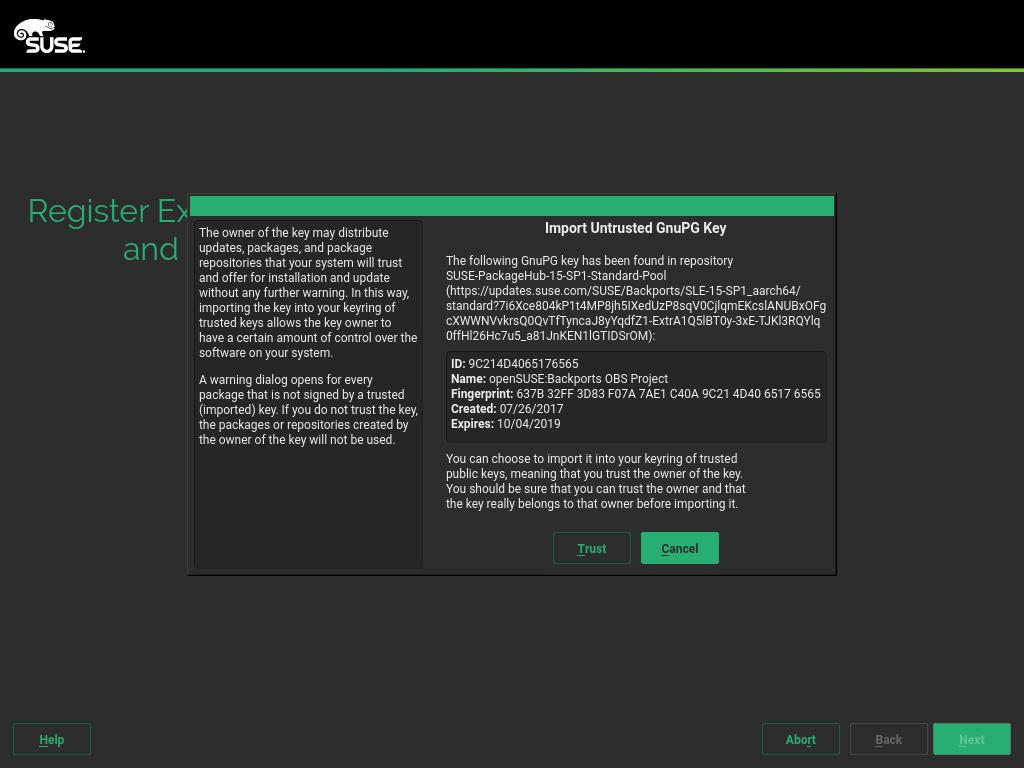 SUSE.
Register Ex
and
The owner of the key may distribute
updates, packages, and package
repositories that your system will trust
and offer for installation and update
without any further warning. In this way,
importing the key into your keyring of
trusted keys allows the key owner to
have a certain amount of control over the
software on your system.
A warning dialog opens for every
package that is not signed by a trusted
(imported) key. If you do not trust the key,
the packages or repositories created by
the owner of the key will not be used.
Import Untrusted GnuPG Key
The following GnuPG key has been found in repository
SUSE-PackageHub-15-SP1-Standard-Pool
(https://updates.suse.com/SUSE/Backports/SLE-15-SP1_aarch64/
standard?7i6Xce804kP1t4MP8jh5IXedUzP8sqV0CjlqmEKcslANUBxOFg
cXWWNVvkrsQ0QvTfTyncaJ8yYqdfZ1-ExtrA1Q5lBT0y-3xE-TJKl3RQYlq
0ffHl26Hc7u5_a81JnKEN1lGTIDSrOM):
ID: 9C214D4065176565
Name: openSUSE:Backports OBS Project
Fingerprint: 637B 32FF 3D83 F07A 7AE1 C40A 9C21 4D40 6517 6565
Created: 07/26/2017
Expires: 10/04/2019
You can choose to import it into your keyring of trusted
public keys, meaning that you trust the owner of the key.
You should be sure that you can trust the owner and that
the key really belongs to that owner before importing it.
Trust
Cancel
Help
Abort
Back
Next